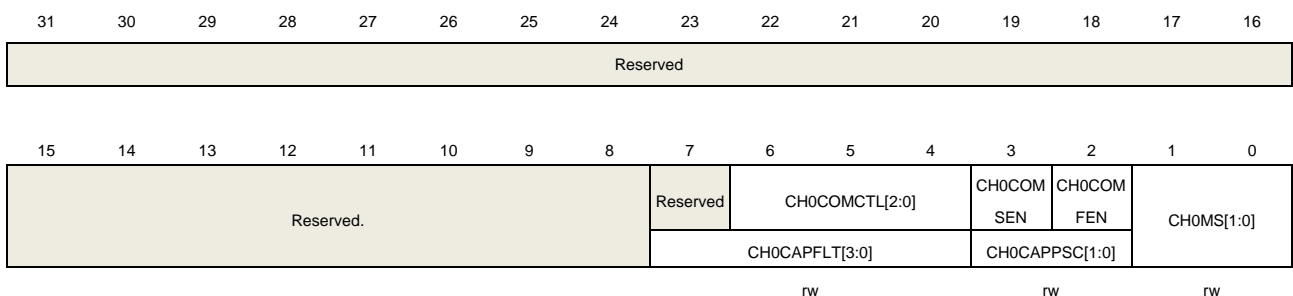 31 30 29 28 27 26 25 24 23 22 21 20 19 18 17 16
Reserved
15 14 13 12 11 10 9 8 7 6 5 4 3 2 1 0
Reserved.
Reserved
CH0COMCTL[2:0]
CH0COM
SEN
CH0COM
FEN
CH0MS[1:0]
CH0CAPFLT[3:0]
CH0CAPPSC[1:0]
rw rw rw